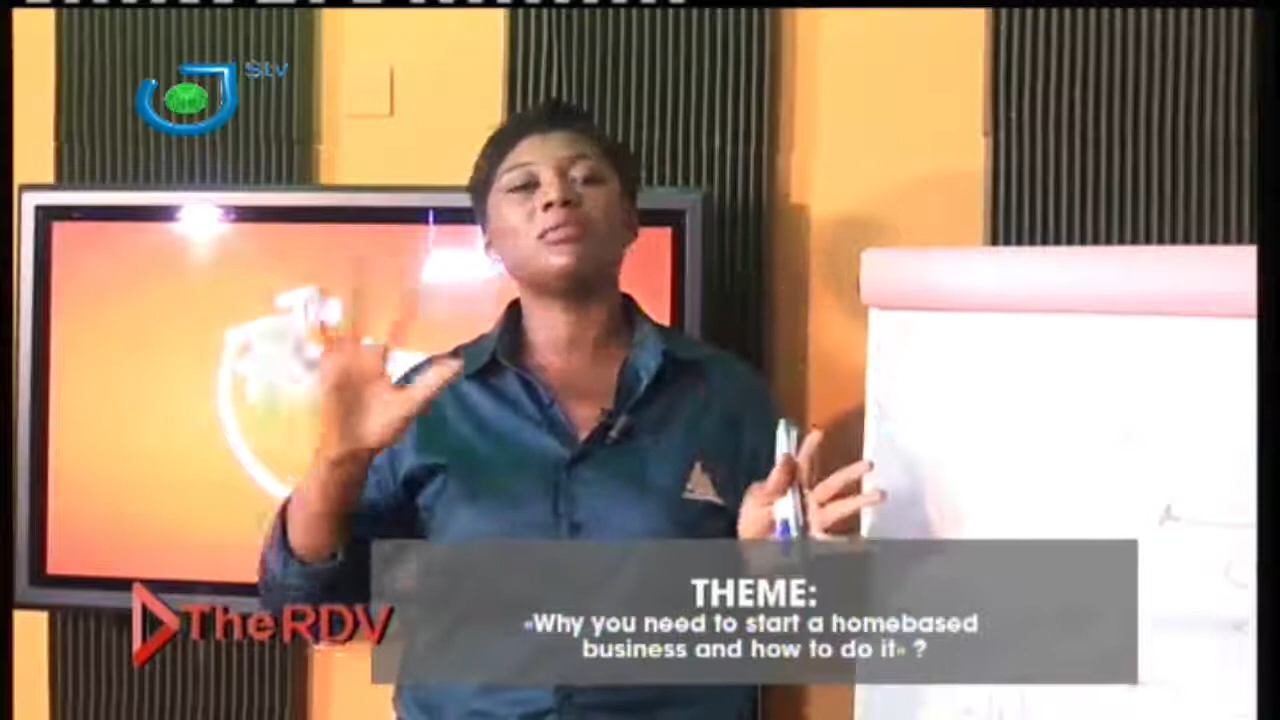 Stv
TheRDV
THEME:
«Why you need to start a homebased
business and how to do it» ?